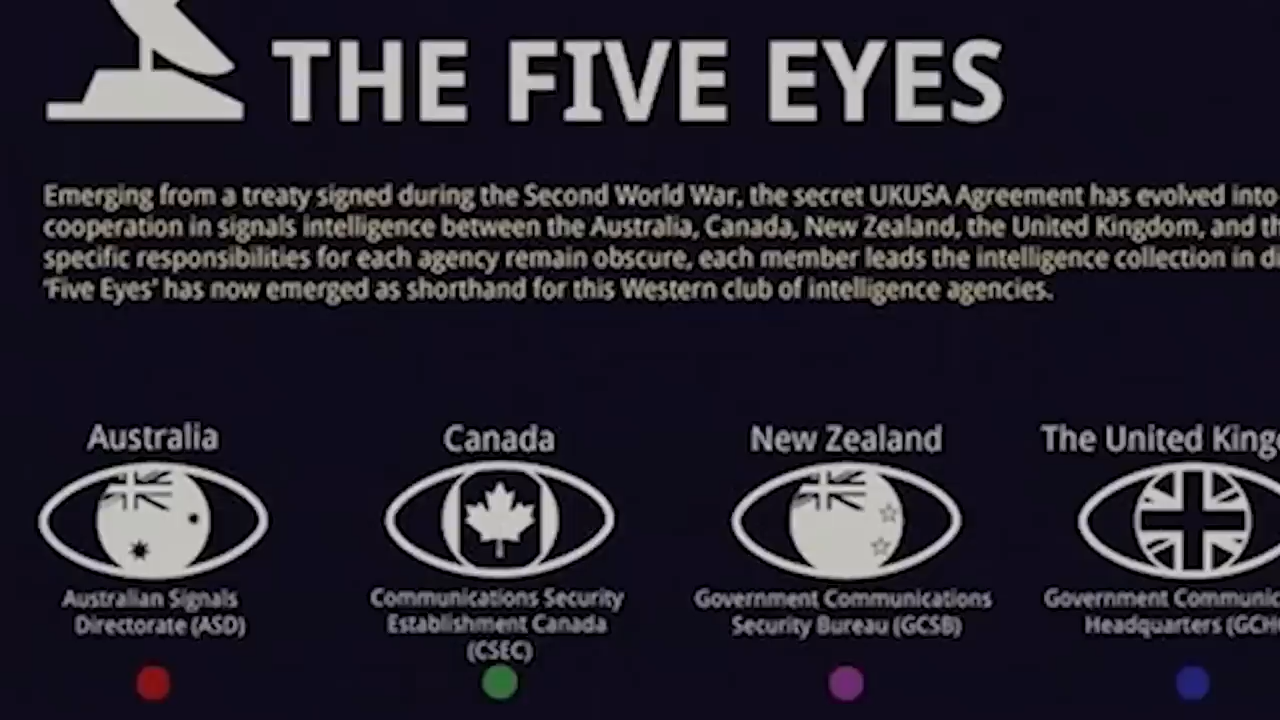 THE FIVE EYES
Emerging from a treaty signed during the Second World War, the secret UKUSA Agreement has evolved into
cooperation in signals intelligence between the Australia, Canada, New Zealand, the United Kingdom, and
specific responsibilities for each agency remain obscure, each member leads the intelligence collection in
'Five Eyes' has now emerged as shorthand for this Western club of intelligence agencies.
Australia
Canada
New Zealand
The United
Australian Signals
Directorate (ASD)
Communications Security
Establishment Canada
(CSEC)
Government Communications
Security Bureau (GCSB)
Government
Headquarters